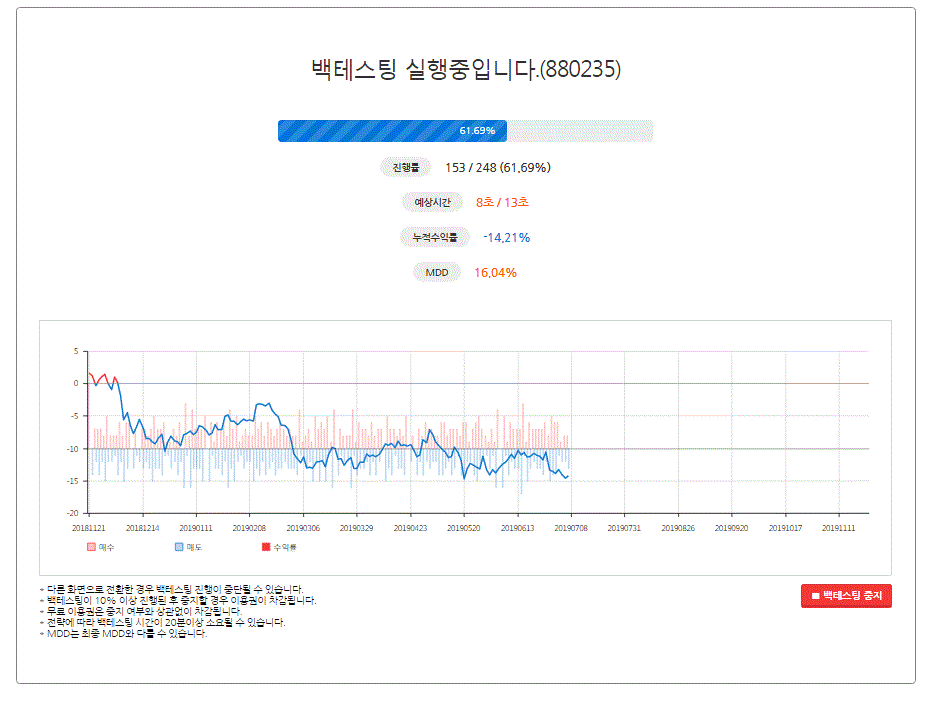 백테스팅 실행중입니다.(880235)
61.69%
진행률 153 / 248 (61.69%)
예상시간 8초 / 13초
누적수익률 -14.21%
MDD 16.04%
5
0
-5
-10
-15
-20
20181121 20181214 20190111 20190208 20190306 20190329 20190423 20190520 20190613 20190708 20190731 20190826 20190920 20191017 20191111
매수 매도 수익률
* 다른 화면으로 전환한 경우 백테스팅 진행이 중단될 수 있습니다.
* 백테스팅이 10% 이상 진행된 후 중지할 경우 이용권이 차감됩니다.
* 무료 이용권은 중지 여부와 상관없이 차감됩니다.
* 전략에 따라 백테스팅 시간이 20분이상 소요될 수 있습니다.
* MDD는 최종 MDD와 다를 수 있습니다.
백테스팅 중지